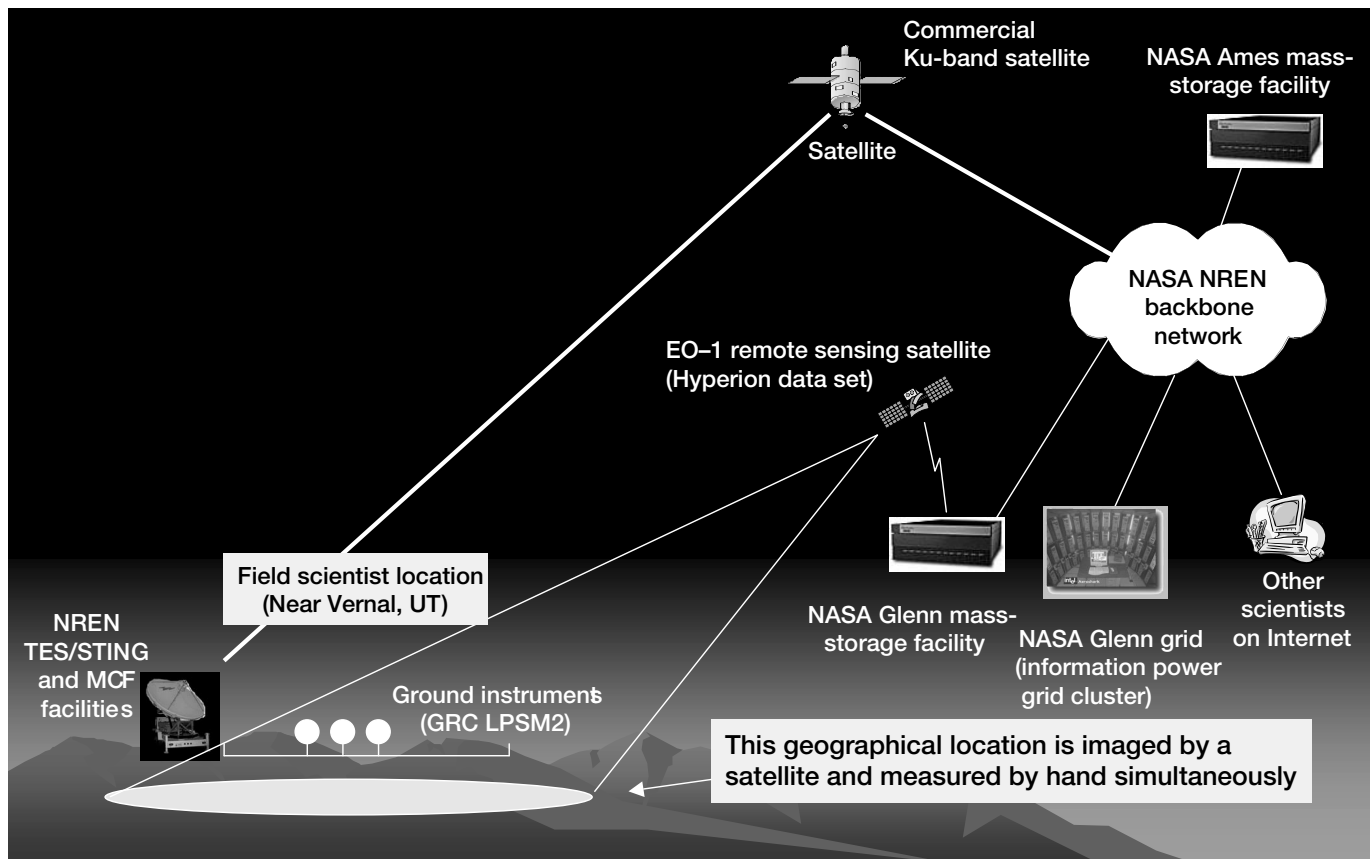 Commercial
Ku-band satellite
NASA Ames mass-
storage facility
Satellite
NASA NREN
backbone
network
EO–1 remote sensing satellite
(Hyperion data set)
Field scientist location
(Near Vernal, UT)
NREN
TES/STING
and MCF
facilities
Ground instruments
(GRC LPSM2)
NASA Glenn mass-
storage facility
NASA Glenn grid
(information power
grid cluster)
Other
scientists
on Internet
This geographical location is imaged by a
satellite and measured by hand simultaneously